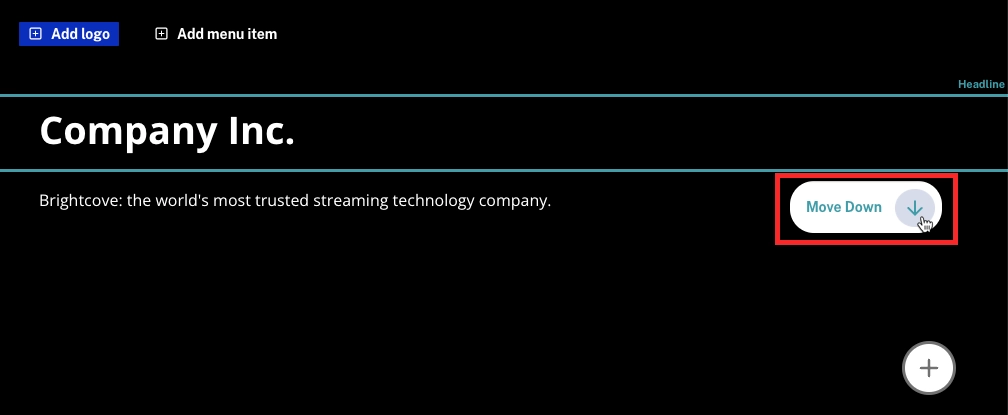 Add logo
Add menu item
Headline
Company Inc.
Brightcove: the world's most trusted streaming technology company.
Move Down